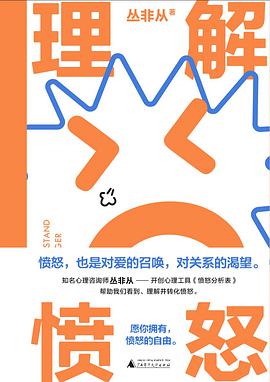 丛非从 著
理解
STAND
GER
愤怒，也是对爱的召唤，对关系的渴望。
知名心理咨询师丛非从——开创心理工具《愤怒分析表》
帮助我们看到、理解并转化愤怒。
愤怒
愿你拥有，
愤怒的自由。
广西师范大学出版社